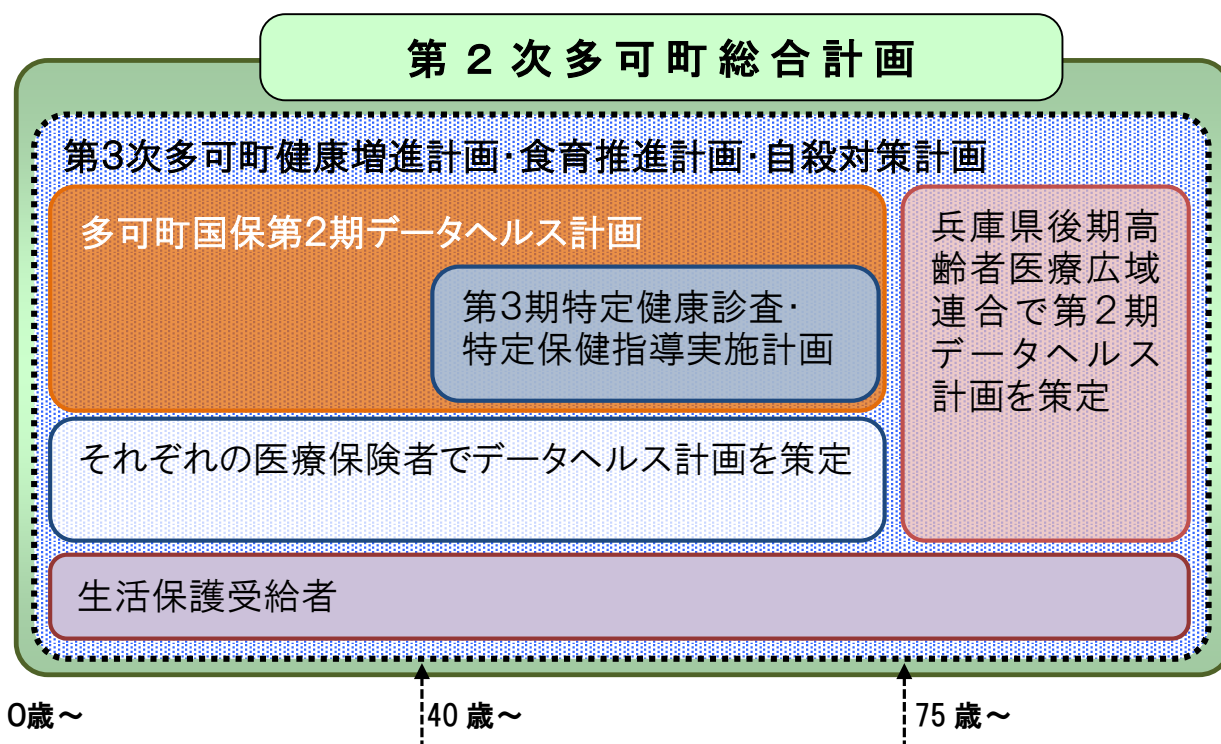 第２次多可町総合計画
第3次多可町健康増進計画･食育推進計画･自殺対策計画
多可町国保第2期データヘルス計画
第3期特定健康診査･
特定保健指導実施計画
兵庫県後期高
齢者医療広域
連合で第２期
データヘルス
計画を策定
それぞれの医療保険者でデータヘルス計画を策定
生活保護受給者
0歳～
40歳～
75歳～